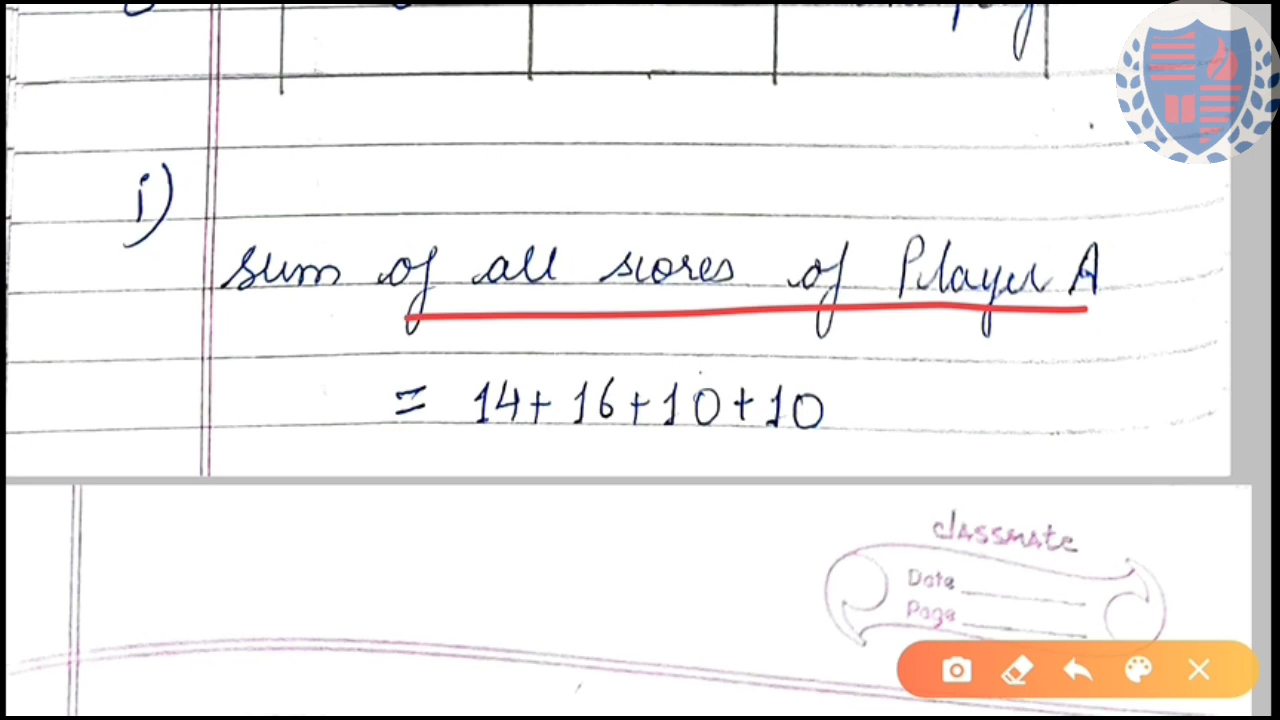 i)
sum of all scores of Player A
= 14+ 16+10+10
classmate
Date
Page